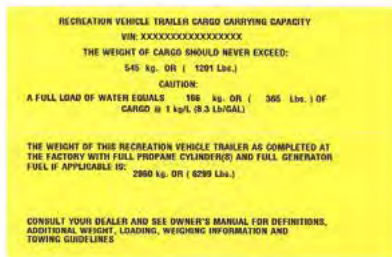 RECREATION VEHICLE TRAILER CARGO CARRYING CAPACITY
VIN: XXXXXXXXXXXXXXXXX
THE WEIGHT OF CARGO SHOULD NEVER EXCEED:
545 kg. OR ( 1201 Lbs.)
CAUTION:
A FULL LOAD OF WATER EQUALS 166 kg. OR ( 365 Lbs. ) OF
CARGO @ 1 kg/L (8.3 Lb/GAL)
THE WEIGHT OF THIS RECREATION VEHICLE TRAILER AS COMPLETED AT
THE FACTORY WITH FULL PROPANE CYLINDER(S) AND FULL GENERATOR
FUEL IF APPLICABLE IS:
2860 kg. OR ( 6299 Lbs.)
CONSULT YOUR DEALER AND SEE OWNER'S MANUAL FOR DEFINITIONS,
ADDITIONAL WEIGHT, LOADING, WEIGHING INFORMATION AND
TOWING GUIDELINES